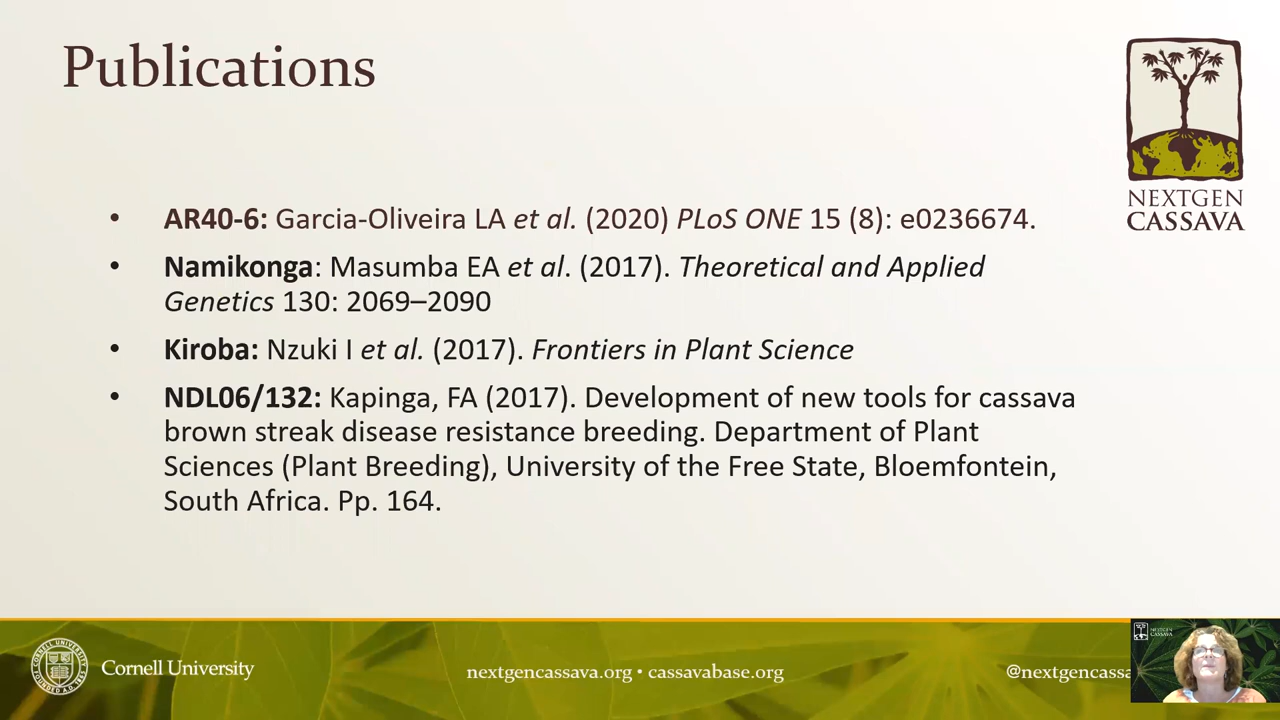 Publications
NEXTGEN
CASSAVA
• AR40-6: Garcia-Oliveira LA et al. (2020) PLoS ONE 15 (8): e0236674.
• Namikonga: Masumba EA et al. (2017). Theoretical and Applied
Genetics 130: 2069–2090
• Kiroba: Nzuki I et al. (2017). Frontiers in Plant Science
• NDL06/132: Kapinga, FA (2017). Development of new tools for cassava
brown streak disease resistance breeding. Department of Plant
Sciences (Plant Breeding), University of the Free State, Bloemfontein,
South Africa. Pp. 164.
Cornell University
nextgencassava.org • cassavabase.org
@nextgencassa
NEXTGEN
CASSAVA